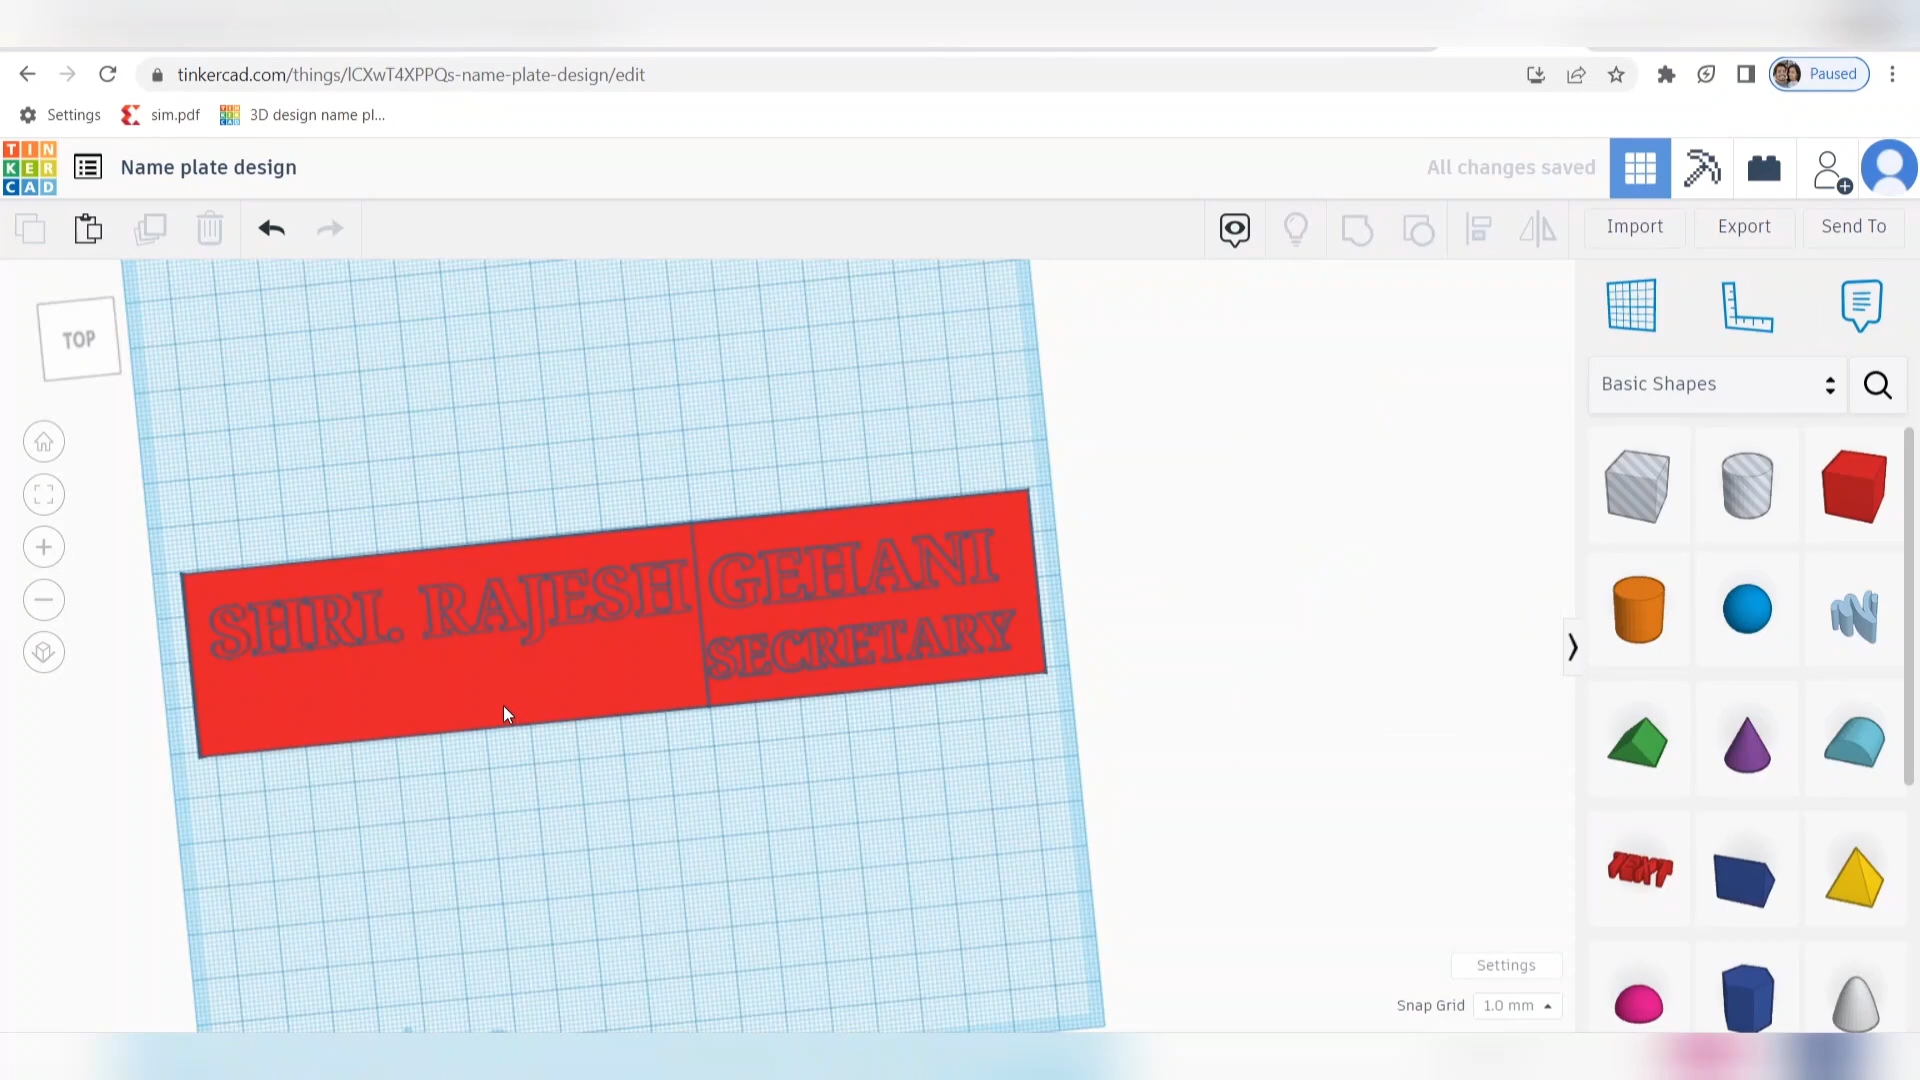 tinkercad.com/things/lCXwT4XPPQs-name-plate-design/edit
Paused
Settings
sim.pdf
3D design name pl...
TIN
KER
CAD
Name plate design
All changes saved
Import
Export
Send To
TOP
Basic Shapes
SHRI. RAJESH GEHANI
SECRETARY
TEXT
Settings
Snap Grid
1.0 mm